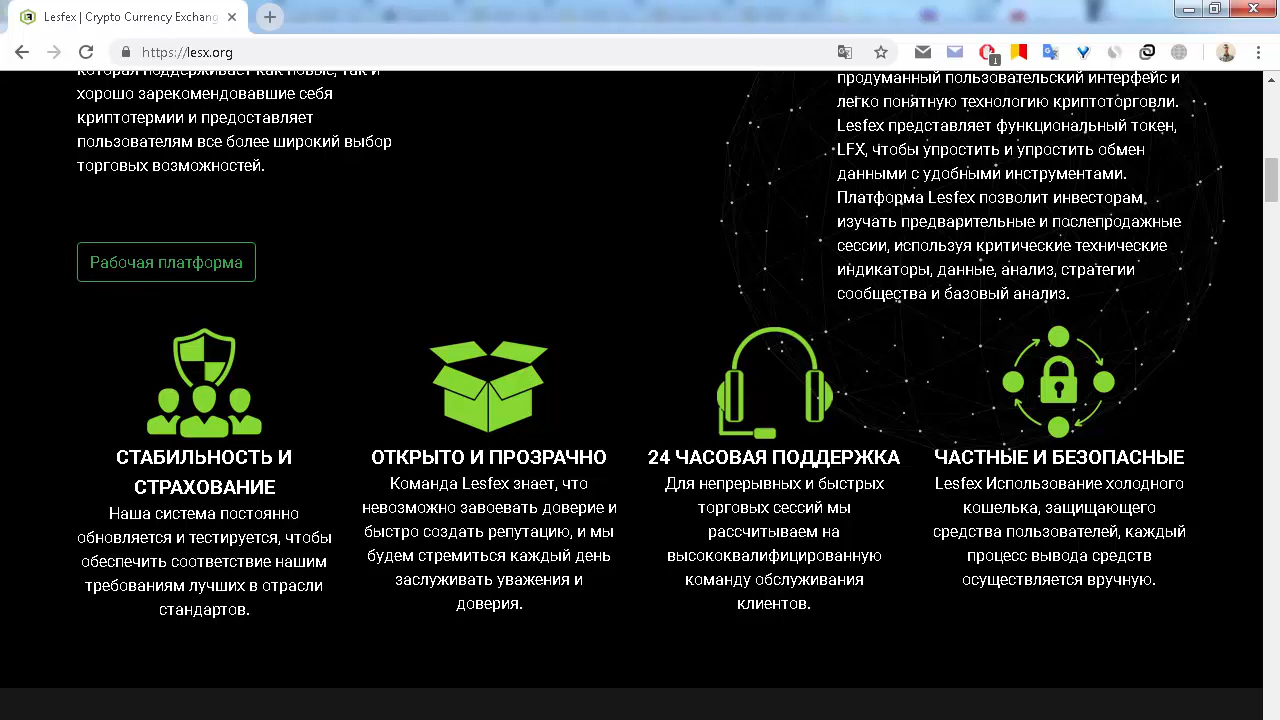 Lesfex | Crypto Currency Exchang
https://lesx.org
1
которая поддерживает как новые, так и
хорошо зарекомендовавшие себя
криптотермии и предоставляет
пользователям все более широкий выбор
торговых возможностей.
Рабочая платформа
продуманный пользовательский интерфейс и
легко понятную технологию криптоторговли.
Lesfex представляет функциональный токен,
LFX, чтобы упростить и упростить обмен
данными с удобными инструментами.
Платформа Lesfex позволит инвесторам
изучать предварительные и послепродажные
сессии, используя критические технические
индикаторы, данные, анализ, стратегии
сообщества и базовый анализ.
СТАБИЛЬНОСТЬ И
СТРАХОВАНИЕ
Наша система постоянно
обновляется и тестируется, чтобы
обеспечить соответствие нашим
требованиям лучших в отрасли
стандартов.
ОТКРЫТО И ПРОЗРАЧНО
Команда Lesfex знает, что
невозможно завоевать доверие и
быстро создать репутацию, и мы
будем стремиться каждый день
заслуживать уважения и
доверия.
24 ЧАСОВАЯ ПОДДЕРЖКА
Для непрерывных и быстрых
торговых сессий мы
рассчитываем на
высококвалифицированную
команду обслуживания
клиентов.
ЧАСТНЫЕ И БЕЗОПАСНЫЕ
Lesfex Использование холодного
кошелька, защищающего
средства пользователей, каждый
процесс вывода средств
осуществляется вручную.